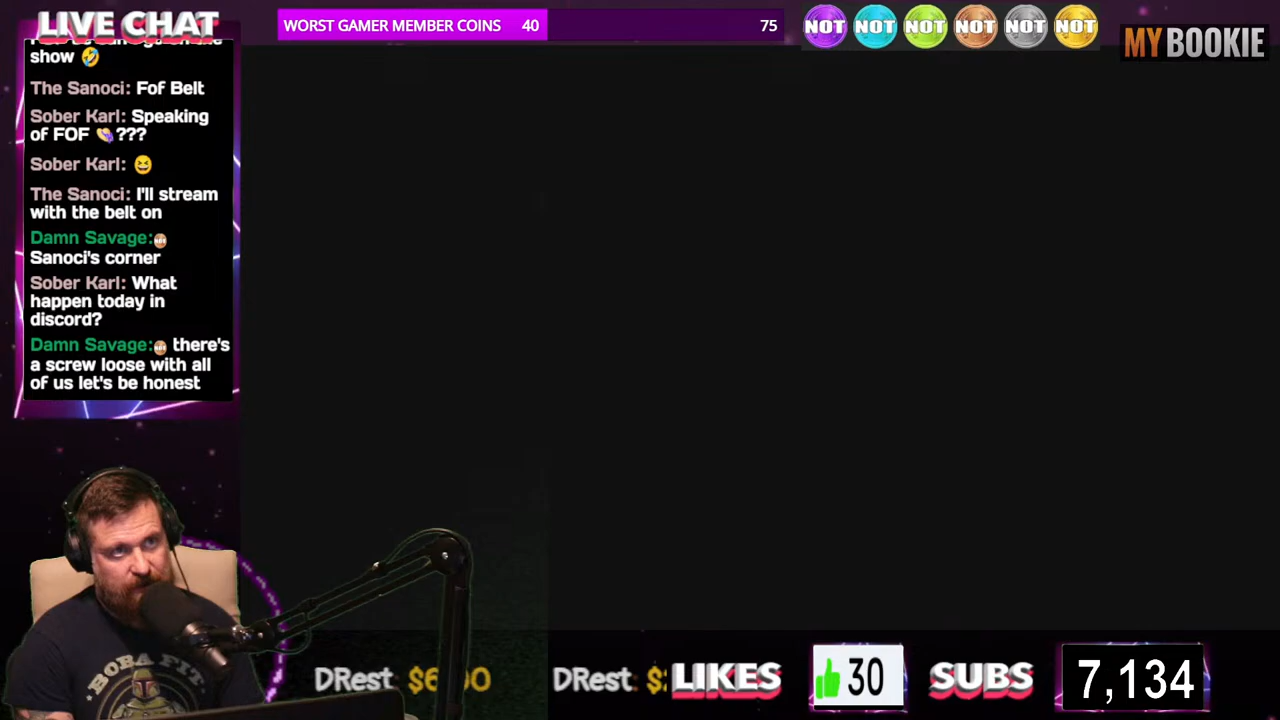 LIVE CHAT
show 🤣
The Sanoci: Fof Belt
Sober Karl: Speaking
of FOF 👒???
Sober Karl: 😆
The Sanoci: I'll stream
with the belt on
Damn Savage:
Sanoci's corner
Sober Karl: What
happen today in
discord?
Damn Savage: there's
a screw loose with all
of us let's be honest
WORST GAMER MEMBER COINS 40 75
NOT NOT NOT NOT NOT NOT
MYBOOKIE
BOBA FIT
DRest DRest
LIKES 30 SUBS 7,134